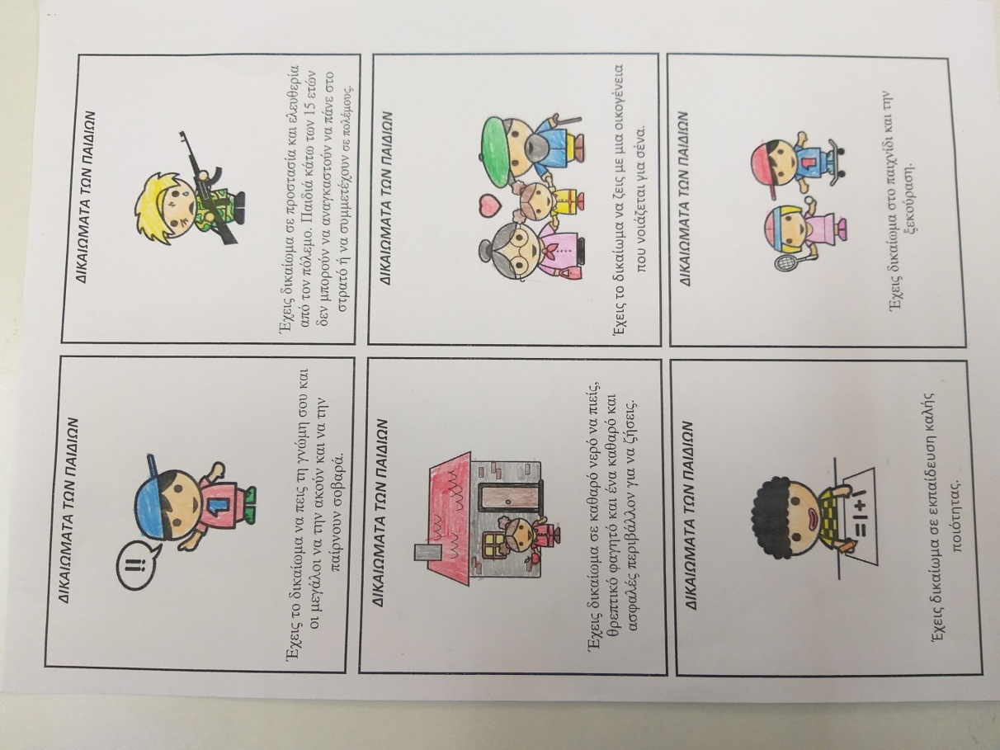 ΔΙΚΑΙΩΜΑΤΑ ΤΩΝ ΠΑΙΔΙΩΝ
!!
1
Έχεις το δικαίωμα να πεις τη γνώμη σου και
οι μεγάλοι να την ακούν και να την
παίρνουν σοβαρά.
ΔΙΚΑΙΩΜΑΤΑ ΤΩΝ ΠΑΙΔΙΩΝ
Έχεις δικαίωμα σε προστασία και ελευθερία
από τον πόλεμο. Παιδιά κάτω των 15 ετών
δεν μπορούν να αναγκαστούν να πάνε στο
στρατό ή να συμμετέχουν σε πολέμους.
ΔΙΚΑΙΩΜΑΤΑ ΤΩΝ ΠΑΙΔΙΩΝ
Έχεις δικαίωμα σε καθαρό νερό να πιείς,
θρεπτικό φαγητό και ένα καθαρό και
ασφαλές περιβάλλον για να ζήσεις.
ΔΙΚΑΙΩΜΑΤΑ ΤΩΝ ΠΑΙΔΙΩΝ
Έχεις το δικαίωμα να ζεις με μια οικογένεια
που νοιάζεται για σένα.
ΔΙΚΑΙΩΜΑΤΑ ΤΩΝ ΠΑΙΔΙΩΝ
=1+1
Έχεις δικαίωμα σε εκπαίδευση καλής
ποιότητας.
ΔΙΚΑΙΩΜΑΤΑ ΤΩΝ ΠΑΙΔΙΩΝ
1
Έχεις δικαίωμα στο παιχνίδι και την
ξεκούραση.